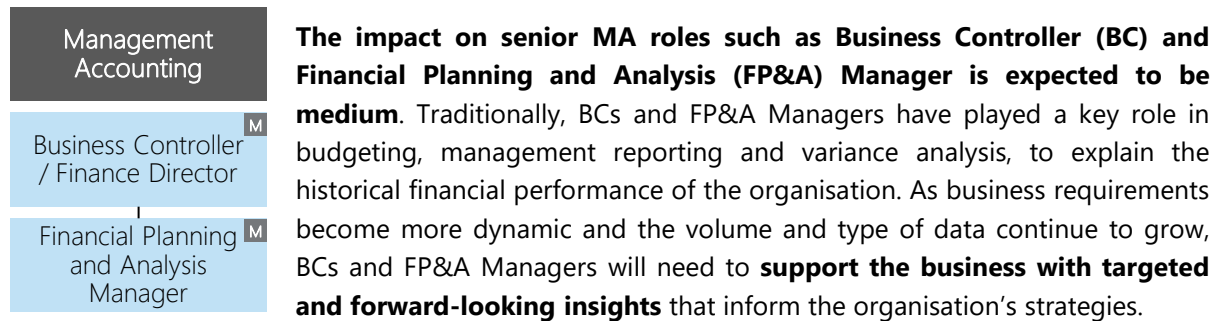 Management
Accounting
M
Business Controller
/ Finance Director
M
Financial Planning
and Analysis
Manager
The impact on senior MA roles such as Business Controller (BC) and
Financial Planning and Analysis (FP&A) Manager is expected to be
medium. Traditionally, BCs and FP&A Managers have played a key role in
budgeting, management reporting and variance analysis, to explain the
historical financial performance of the organisation. As business requirements
become more dynamic and the volume and type of data continue to grow,
BCs and FP&A Managers will need to support the business with targeted
and forward-looking insights that inform the organisation’s strategies.